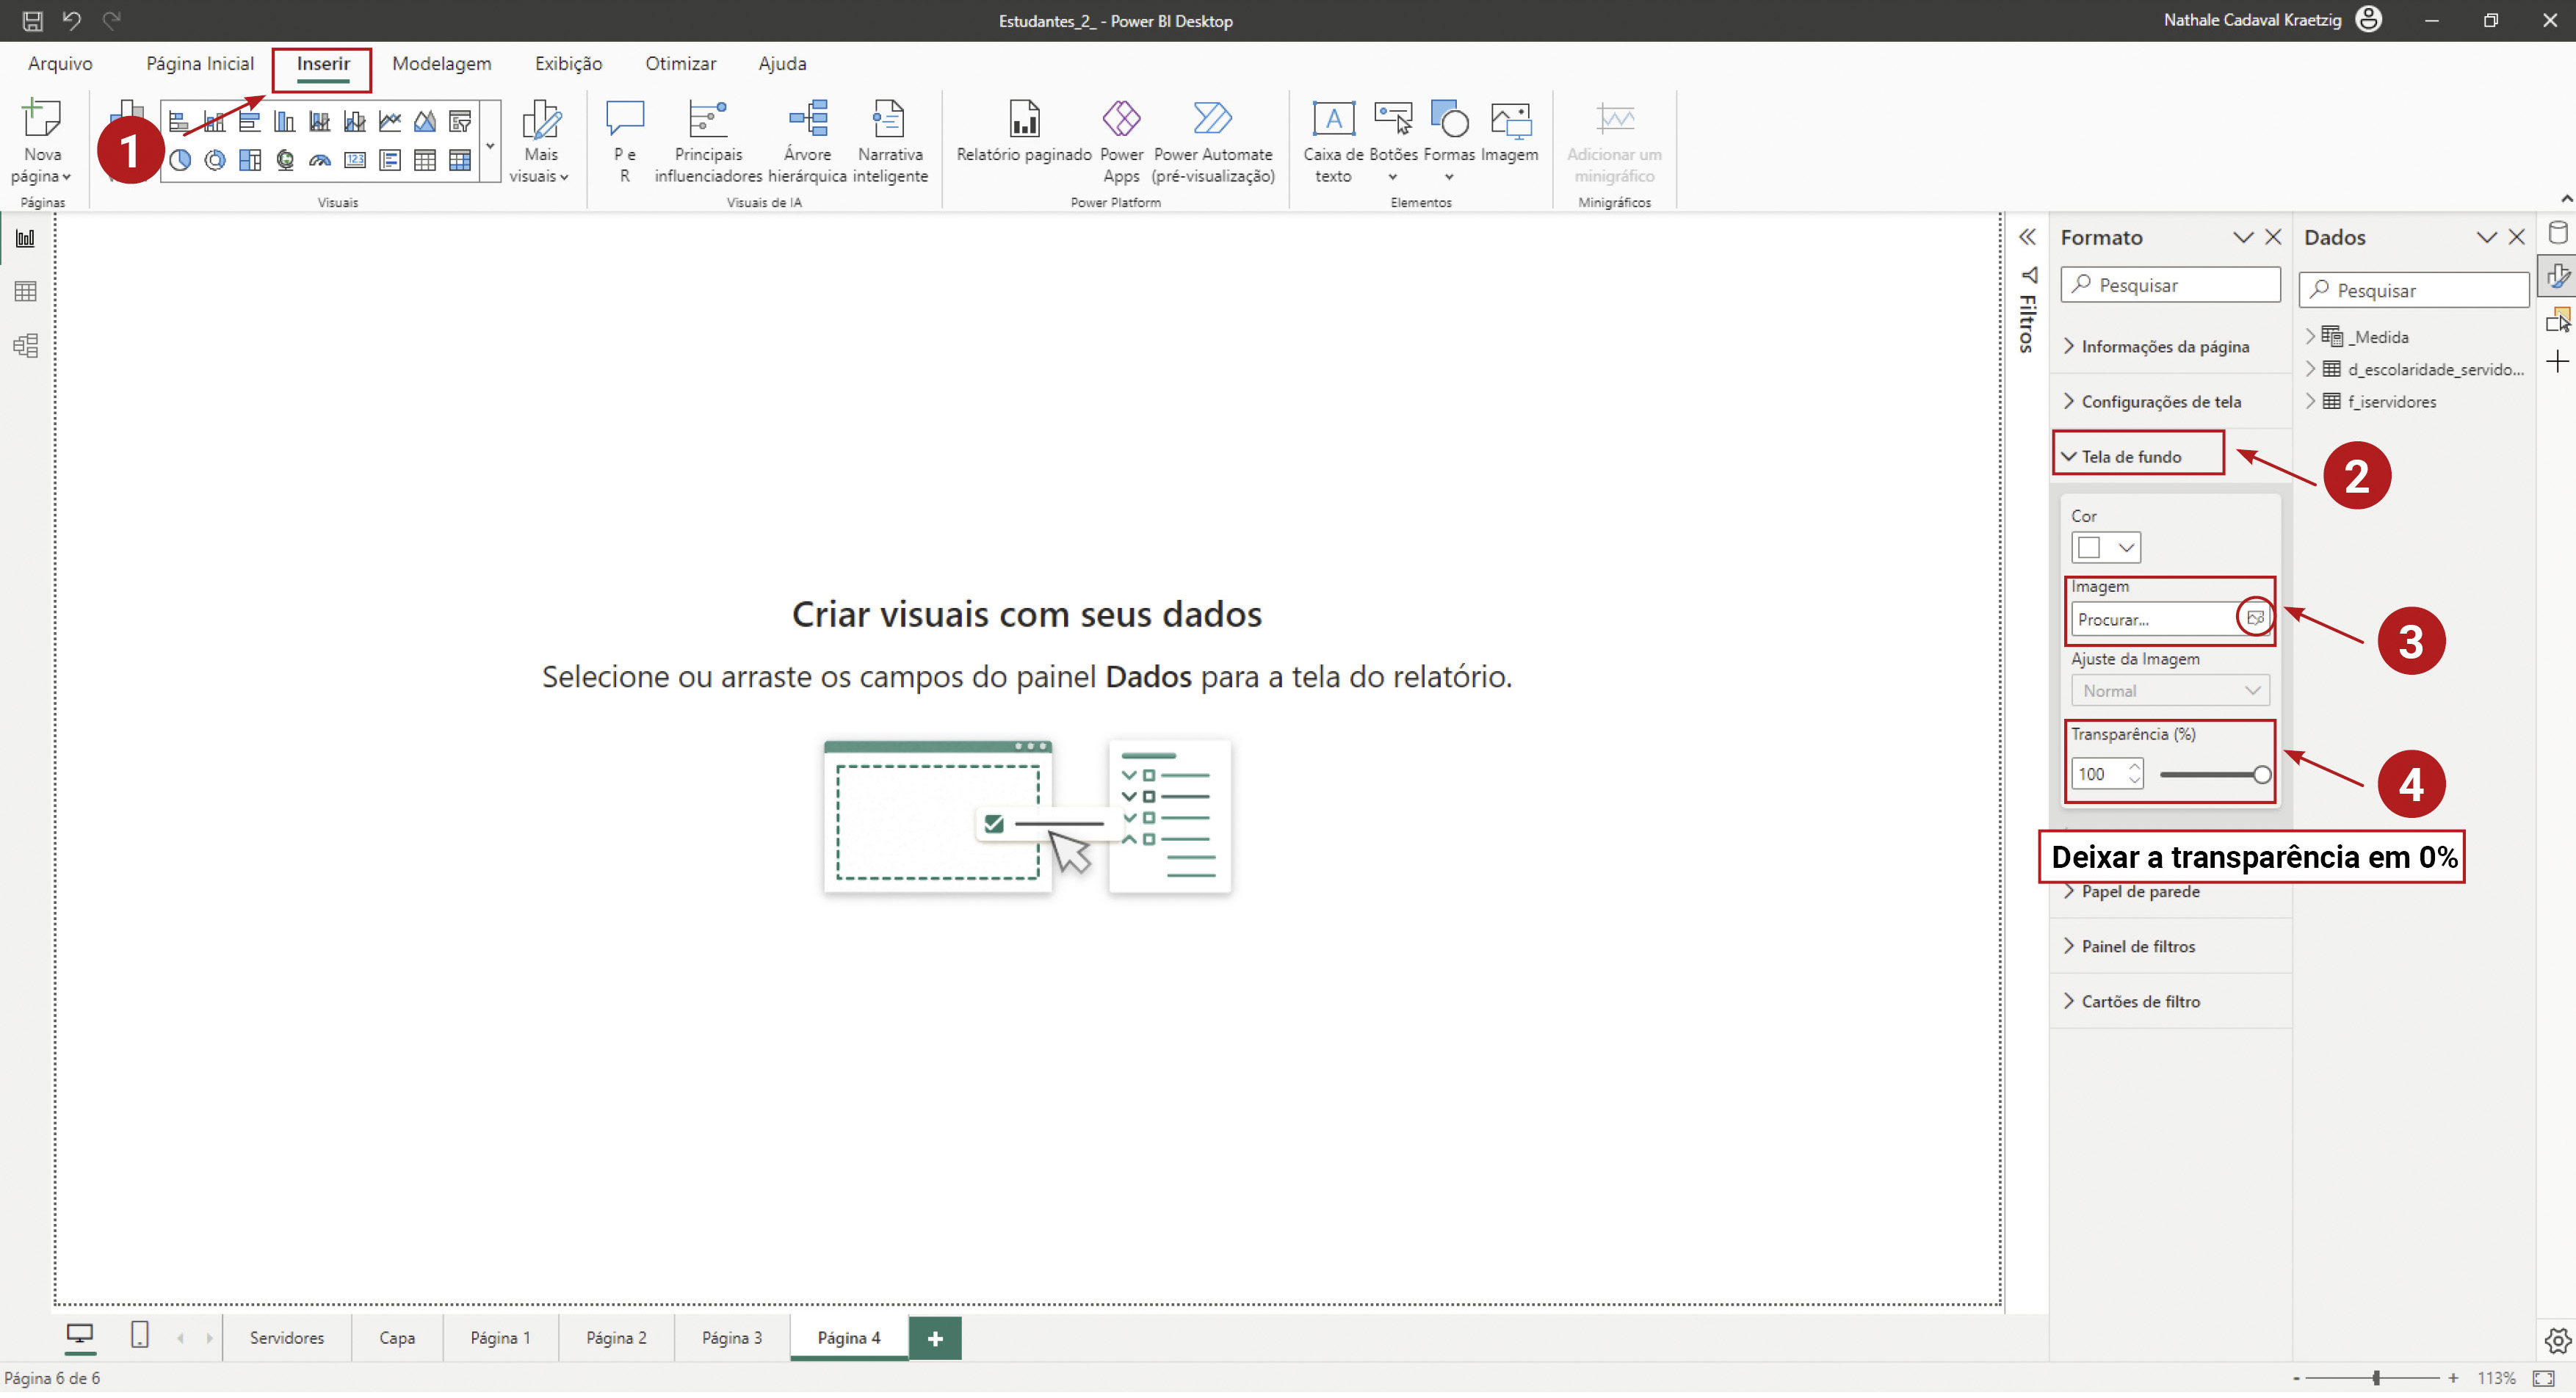 Estudantes_2_ - Power BI Desktop
Nathale Cadaval Kraetzig
Arquivo
Página Inicial
Inserir
Modelagem
Exibição
Otimizar
Ajuda
1
Nova
página
Páginas
Visuais
123
Mais
visuais
P e
R
Principais
influenciadores
Árvore
hierárquica
Narrativa
inteligente
Visuais de IA
Relatório paginado
Power
Apps
Power Automate
(pré-visualização)
Power Platform
A
Caixa de
texto
Botões
Formas
Imagem
Elementos
Adicionar um
minigráfico
Minigráficos
Criar visuais com seus dados
Selecione ou arraste os campos do painel Dados para a tela do relatório.
Filtros
Formato
Pesquisar
Informações da página
Configurações de tela
Tela de fundo
2
Cor
Imagem
Procurar...
3
Ajuste da Imagem
Normal
Transparência (%)
100
4
Deixar a transparência em 0%
Papel de parede
Painel de filtros
Cartões de filtro
Dados
Pesquisar
_Medida
d_escolaridade_servido...
f_iservidores
Servidores
Capa
Página 1
Página 2
Página 3
Página 4
+
Página 6 de 6
- + 113%